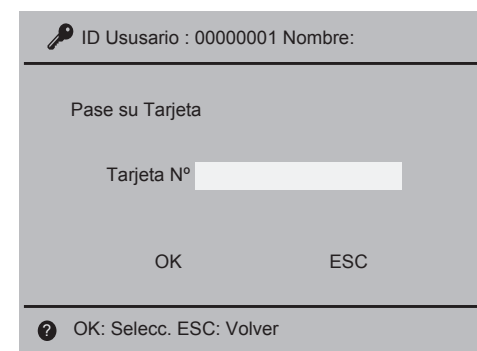 ID Ususario : 00000001 Nombre:
Pase su Tarjeta
Tarjeta Nº
OK ESC
? OK: Selecc. ESC: Volver